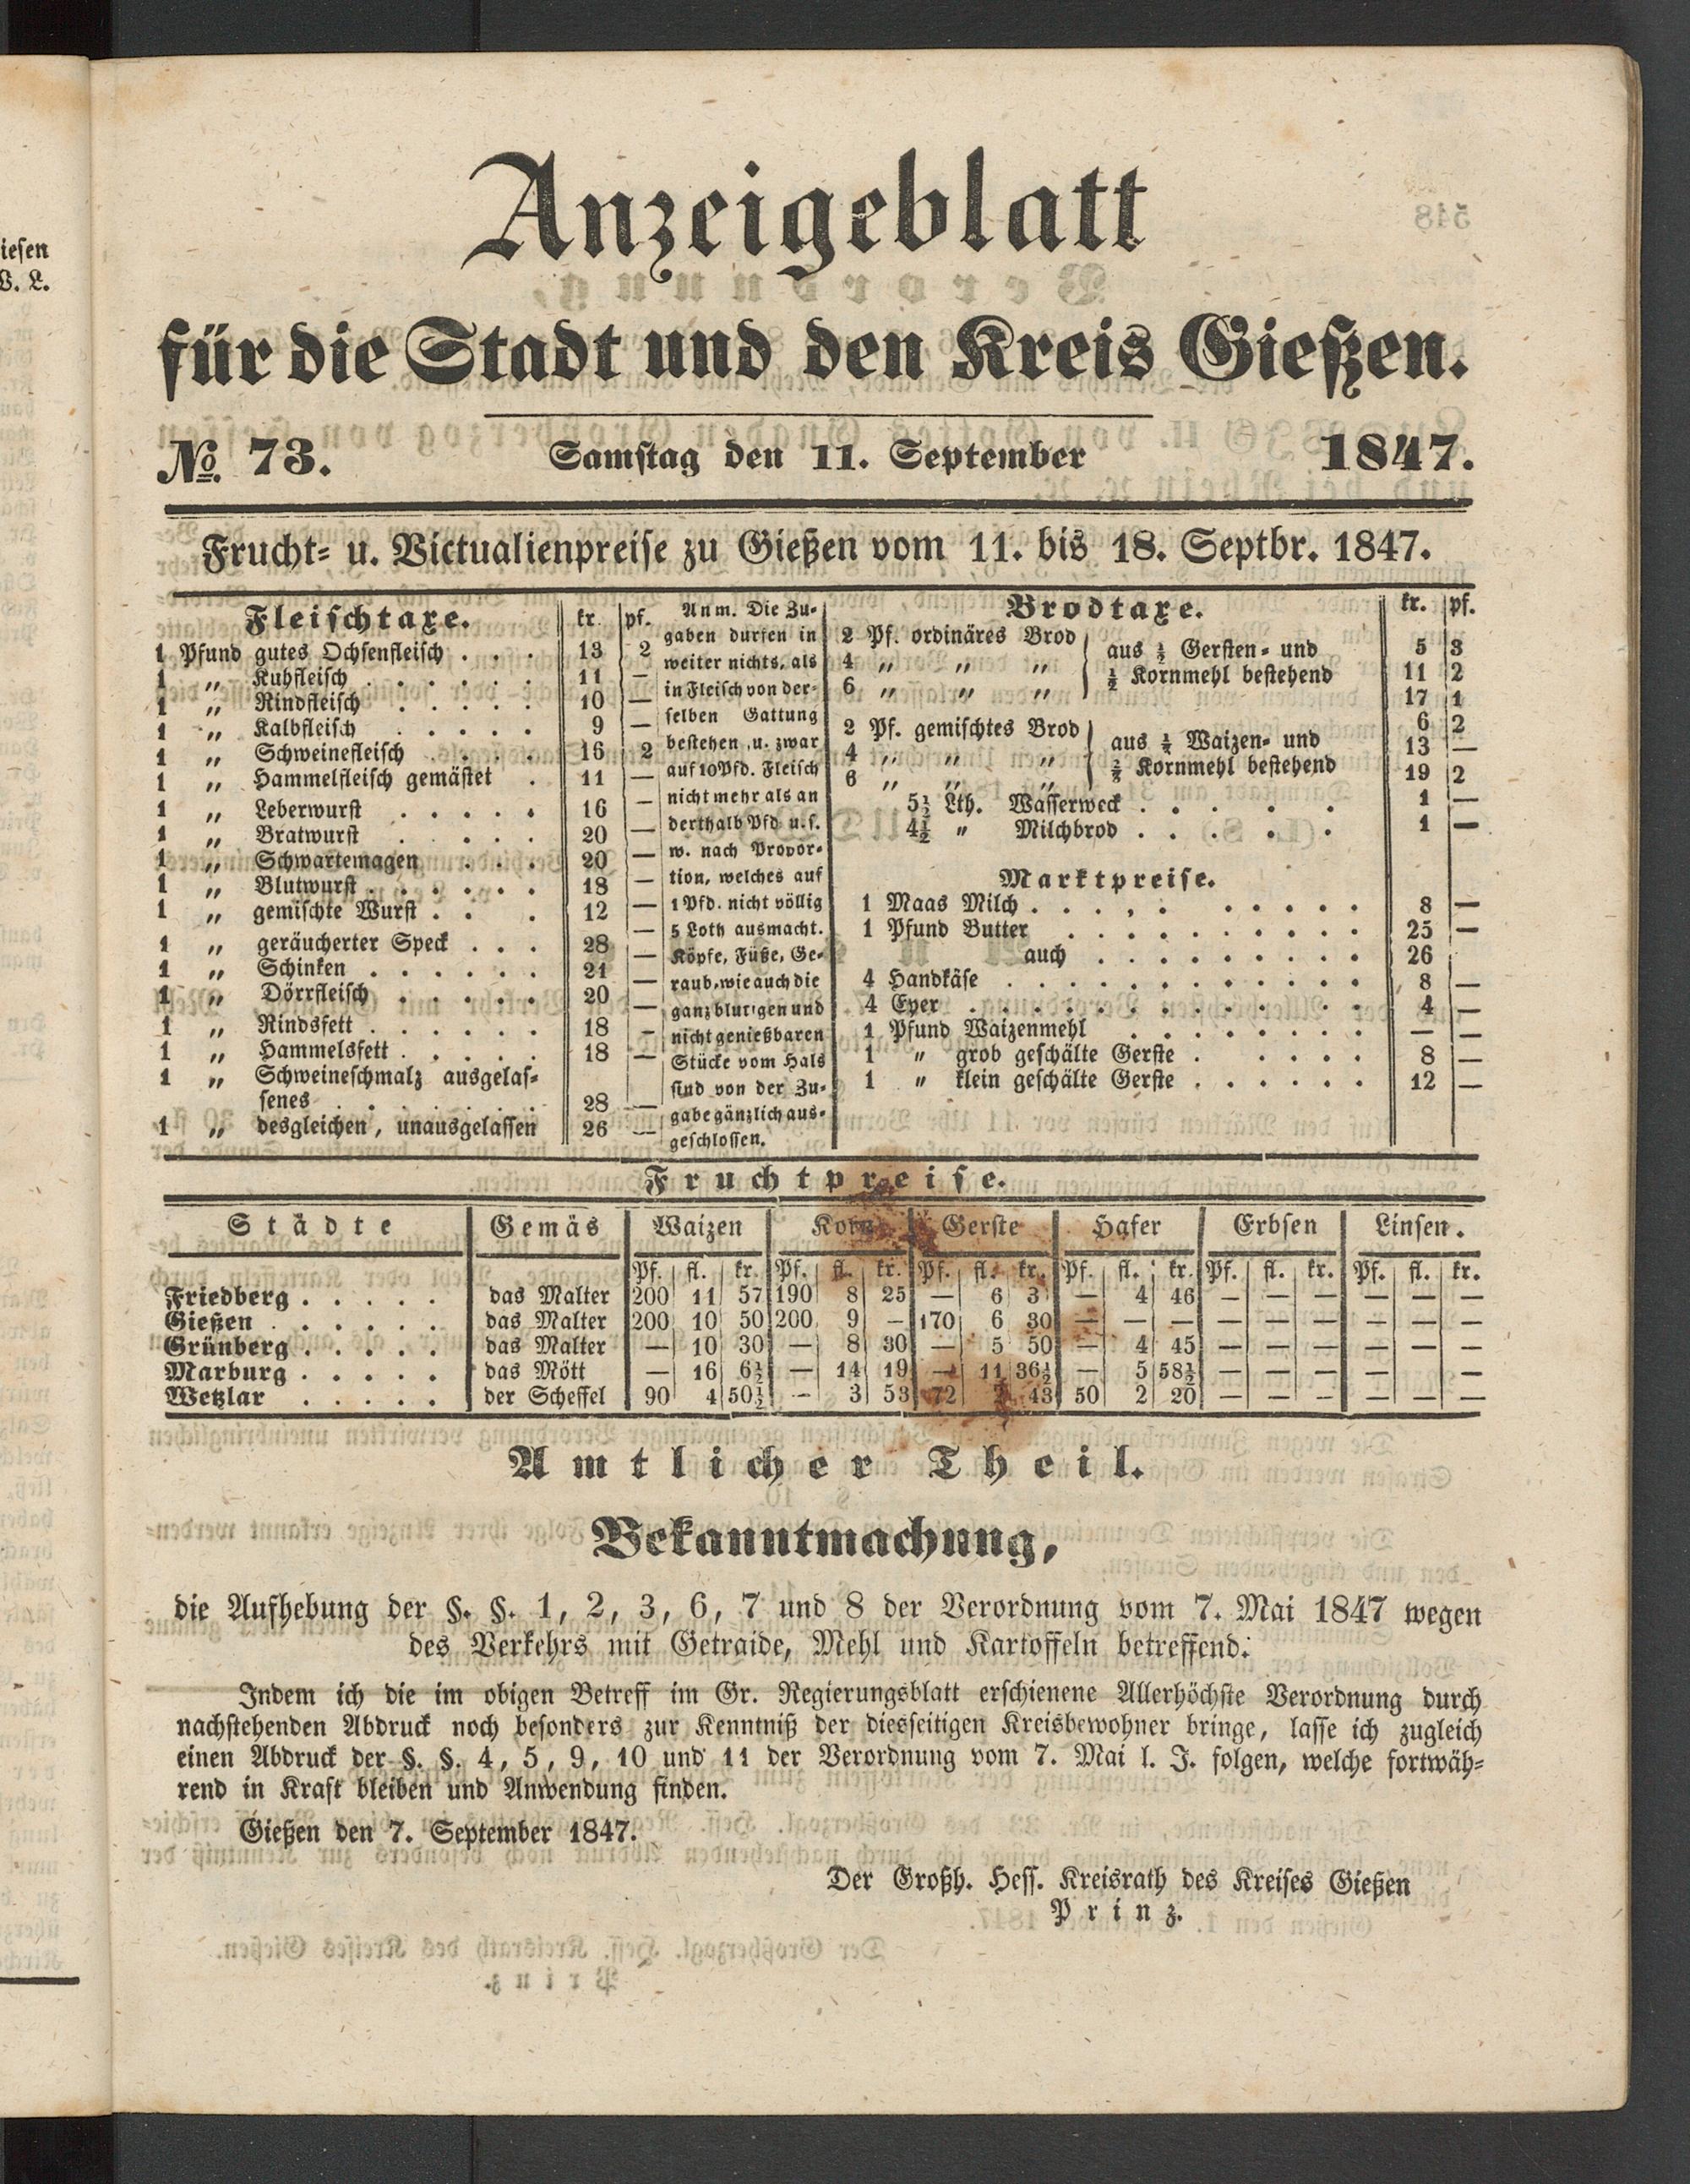 iesen
V. L.
Anzeigeblatt
für die Stadt und den Kreis Gießen.
No. 73. Samstag den 11. September 1847.
Frucht- u. Victualienpreise zu Gießen vom 11. bis 18. Septbr. 1847.
Fleischtaxe. kr. pf.
1 Pfund gutes Ochsenfleisch . . . 13 2
1 „ Kuhfleisch . . . . . . 11 —
1 „ Rindfleisch . . . . . 10 —
1 „ Kalbfleisch . . . . . 9 —
1 „ Schweinefleisch . . . . 16 2
1 „ Hammelfleisch gemästet . 11 —
1 „ Leberwurst . . . . . 16 —
1 „ Bratwurst . . . . 20 —
1 „ Schwartemagen . . . 20 —
1 „ Blutwurst . . . . . . 18 —
1 „ gemischte Wurst . . . 12 —
1 „ geräucherter Speck . . . 28 —
1 „ Schinken . . . . . . 21 —
1 „ Dörrfleisch . . . . . 20 —
1 „ Rindsfett . . . . . . 18 —
1 „ Hammelsfett . . . . . 18 —
1 „ Schweineschmalz ausgelas-
senes . . . . . . . 28 —
1 „ desgleichen, unausgelassen 26 —
Anm. Die Zu-
gaben dürfen in
weiter nichts, als
in Fleisch von der-
selben Gattung
bestehen, u. zwar
auf 10 Pfd. Fleisch
nicht mehr als an
derthalb Pfd u. s.
w. nach Propor-
tion, welches auf
1 Pfd. nicht völlig
5 Loth ausmacht.
Köpfe, Füße, Ge-
raub, wie auch die
ganz blutigen und
nicht genießbaren
Stücke vom Hals
sind von der Zu-
gabe gänzlich aus-
geschlossen.
Brodtaxe. kr. pf.
2 Pf. ordinäres Brod 5 3
4 „ „ „ aus ½ Gersten- und 11 2
6 „ „ „ ½ Kornmehl bestehend 17 1
2 Pf. gemischtes Brod 6 2
4 „ „ „ aus Waizen- und 13 —
6 „ „ „ Kornmehl bestehend 19 2
5½ Lth. Wasserweck . . . . . 1 —
4½ „ Milchbrod . . . . . 1 —
Marktpreise.
1 Maas Milch . . . . . . . . . . 8 —
1 Pfund Butter . . . . . . . . . . 25 —
auch . . . . . . . . . 26
4 Handkäse . . . . . . . . . . . . 8 —
4 Eyer . . . . . . . . . . . . . 4 —
1 Pfund Waizenmehl . . . . . . . . — —
1 „ grob geschälte Gerste . . . . . 8 —
1 „ klein geschälte Gerste . . . . . . 12 —
Fruchtpreise.
Städte Gemäs Waizen Korn Gerste Hafer Erbsen Linsen.
Pf. fl. kr. Pf. fl. kr. Pf. fl. kr. Pf. fl. kr. Pf. fl. kr. Pf. fl. kr.
Friedberg . . . . . das Malter 200 11 57 190 8 25 — 6 3 — 4 46 — — — — — —
Gießen . . . . . . das Malter 200 10 50 200 9 — 170 6 30 — — — — — — — — —
Grünberg . . . . . das Malter — 10 30 — 8 30 — 5 50 — 4 45 — — — — — —
Marburg . . . . . das Mött — 16 6½ — 14 19 — 11 36½ — 5 58½ — — — — — —
Wetzlar . . . . . der Scheffel 90 4 50½ — 3 53 72 2 43 50 2 20 — — — — — —
Amtlicher Theil.
Bekanntmachung,
die Aufhebung der §. §. 1, 2, 3, 6, 7 und 8 der Verordnung vom 7. Mai 1847 wegen
des Verkehrs mit Getraide, Mehl und Kartoffeln betreffend.
Indem ich die im obigen Betreff im Gr. Regierungsblatt erschienene Allerhöchste Verordnung durch
nachstehenden Abdruck noch besonders zur Kenntniß der diesseitigen Kreisbewohner bringe, lasse ich zugleich
einen Abdruck der §. §. 4, 5, 9, 10 und 11 der Verordnung vom 7. Mai l. J. folgen, welche fortwäh-
rend in Kraft bleiben und Anwendung finden.
Gießen den 7. September 1847.
Der Großh. Hess. Kreisrath des Kreises Gießen
Prinz.